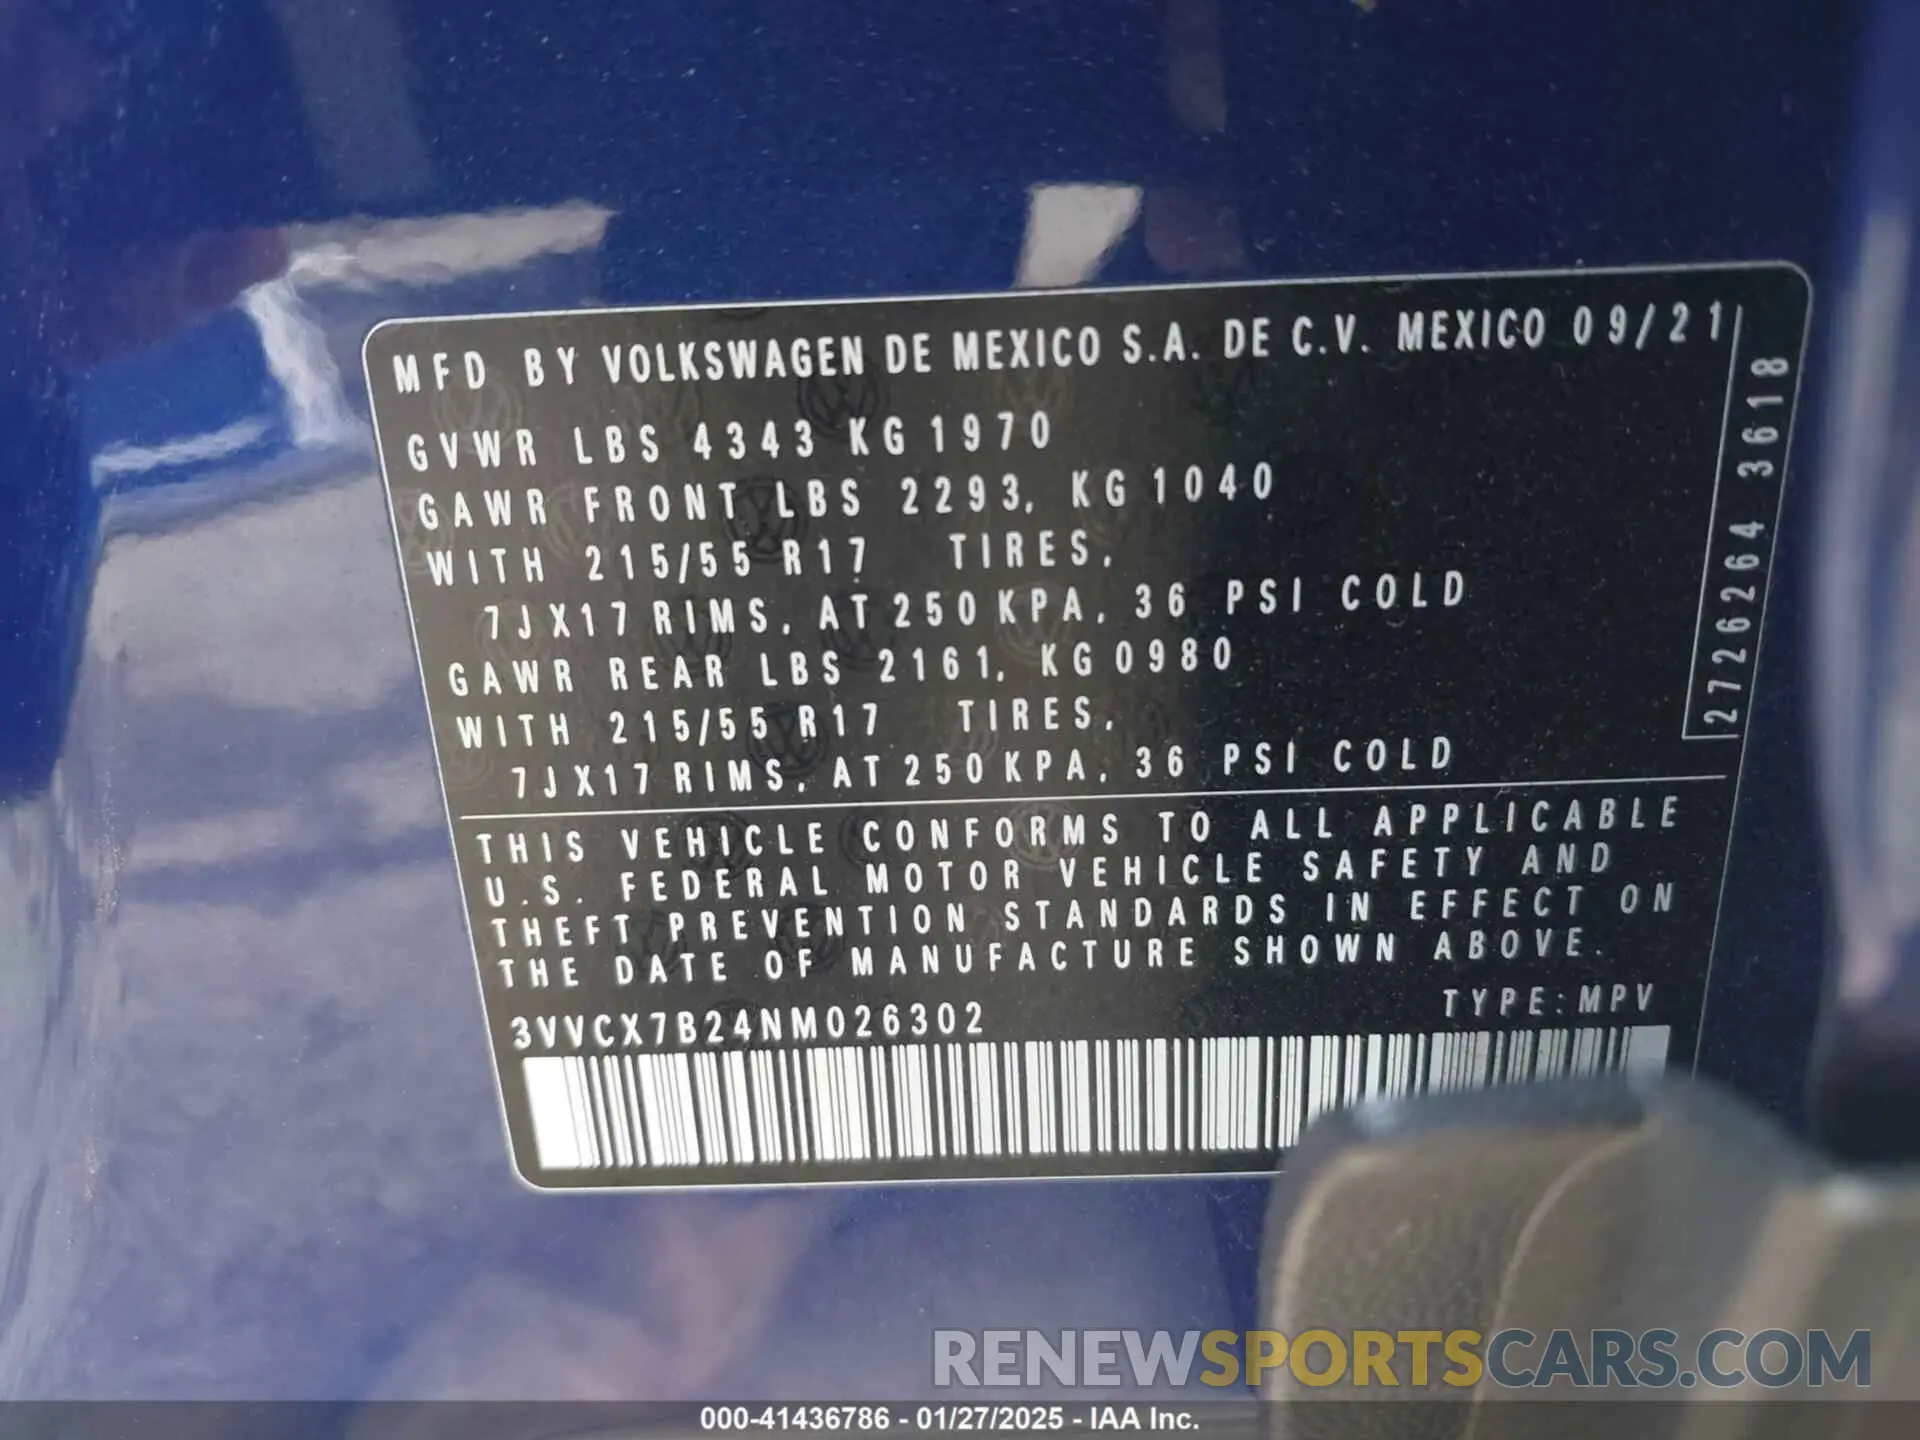 MFD BY VOLKSWAGEN DE MEXICO S.A. DE C.V. MEXICO 09/21
GVWR LBS 4343 KG 1970
GAWR FRONT LBS 2293, KG 1040
WITH 215/55 R17 TIRES,
7JX17 RIMS, AT 250 KPA, 36 PSI COLD
GAWR REAR LBS 2161, KG 0980
WITH 215/55 R17 TIRES,
7JX17 RIMS, AT 250 KPA, 36 PSI COLD
2726264 3618
THIS VEHICLE CONFORMS TO ALL APPLICABLE
U.S. FEDERAL MOTOR VEHICLE SAFETY AND
THEFT PREVENTION STANDARDS IN EFFECT ON
THE DATE OF MANUFACTURE SHOWN ABOVE.
3VVCX7B24NM026302 TYPE:MPV
RENEWSPORTSCARS.COM
000-41436786 - 01/27/2025 - IAA Inc.